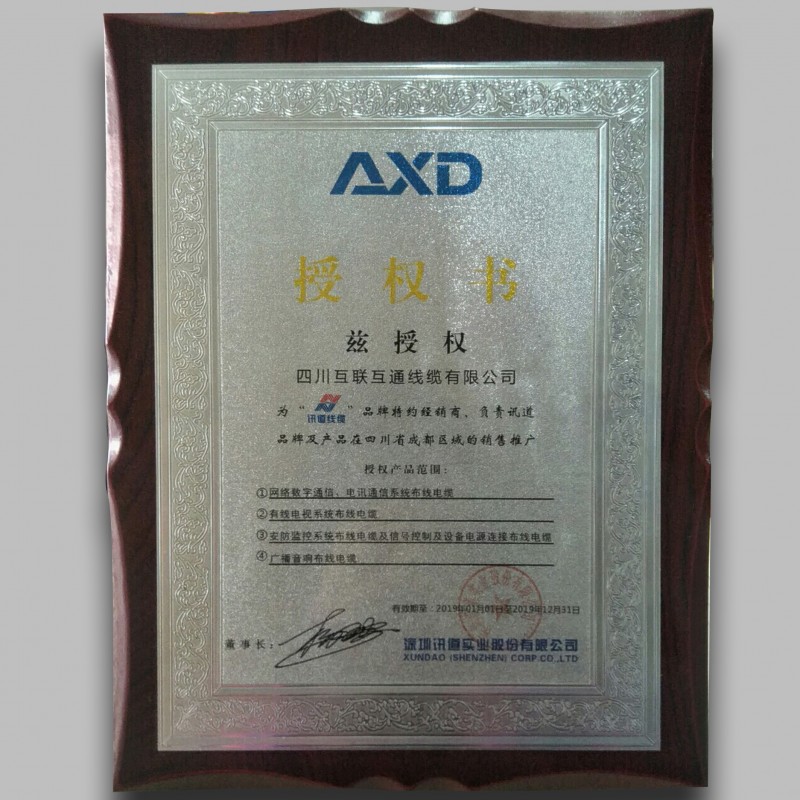 AXD
授权书
兹授权
四川互联互通线缆有限公司
为“讯道线缆”品牌特约经销商、负责讯道
品牌及产品在四川省成都区域的销售推广
授权产品范围：
①网络数字通信、电讯通信系统布线电缆
②有线电视系统布线电缆
③安防监控系统布线电缆及信号控制及设备电源连接布线电缆
④广播音响布线电缆
有效期至：2019年01月01日至2019年12月31日
董事长：
深圳讯道实业股份有限公司
XUNDAO (SHENZHEN) CORP.CO.,LTD